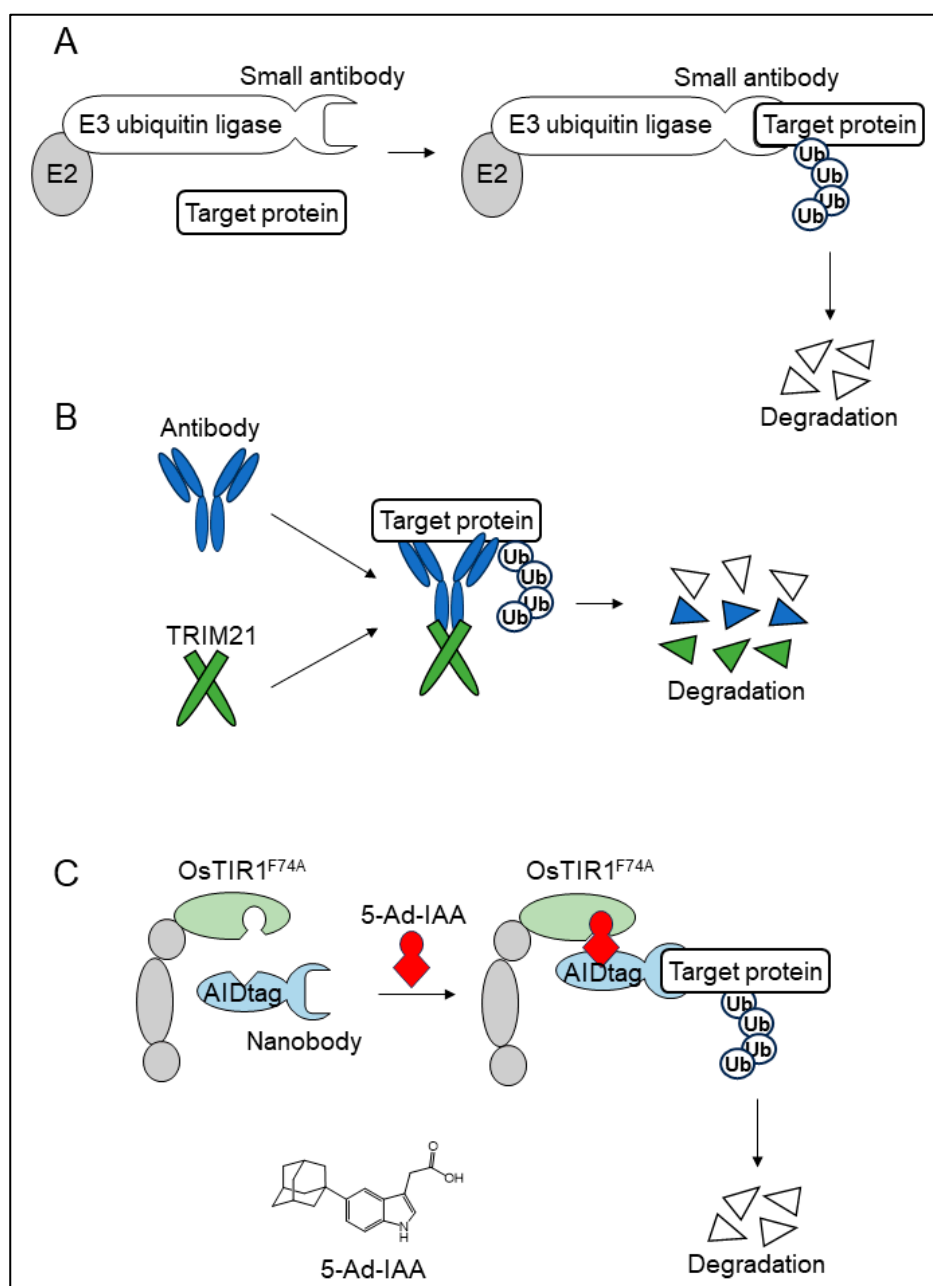 A
Small antibody
E3 ubiquitin ligase
E2
Target protein
Small antibody
E3 ubiquitin ligase
Target protein
E2
Ub
Ub
Ub
Ub
Degradation
B
Antibody
TRIM21
Target protein
Ub
Ub
Ub
Ub
Degradation
C
OsTIR1F74A
AIDtag
Nanobody
5-Ad-IAA
OsTIR1F74A
AIDtag
Target protein
Ub
Ub
Ub
Ub
O
OH
N
H
5-Ad-IAA
Degradation